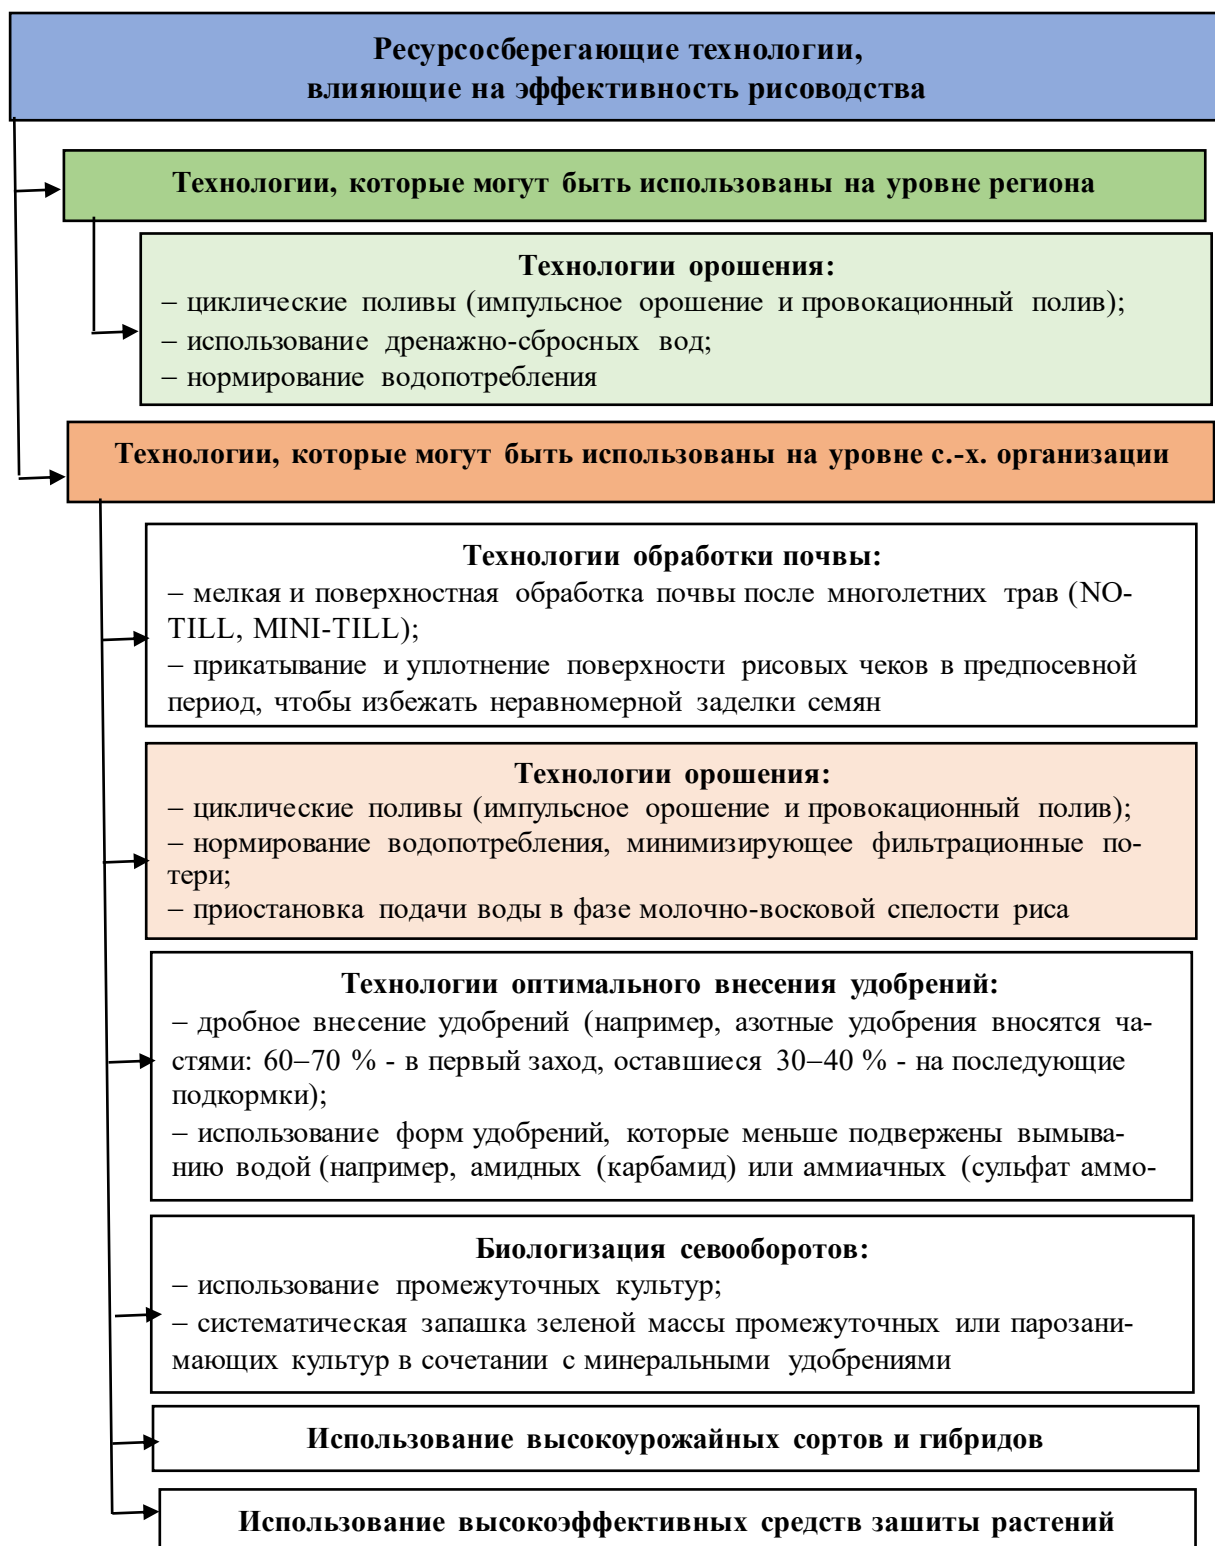 Ресурсосберегающие технологии,
влияющие на эффективность рисоводства
Технологии, которые могут быть использованы на уровне региона
Технологии орошения:
– циклические поливы (импульсное орошение и провокационный полив);
– использование дренажно-сбросных вод;
– нормирование водопотребления
Технологии, которые могут быть использованы на уровне с.-х. организации
Технологии обработки почвы:
– мелкая и поверхностная обработка почвы после многолетних трав (NO-
TILL, MINI-TILL);
– прикатывание и уплотнение поверхности рисовых чеков в предпосевной
период, чтобы избежать неравномерной заделки семян
Технологии орошения:
– циклические поливы (импульсное орошение и провокационный полив);
– нормирование водопотребления, минимизирующее фильтрационные по-
тери;
– приостановка подачи воды в фазе молочно-восковой спелости риса
Технологии оптимального внесения удобрений:
– дробное внесение удобрений (например, азотные удобрения вносятся ча-
стями: 60–70 % - в первый заход, оставшиеся 30–40 % - на последующие
подкормки);
– использование форм удобрений, которые меньше подвержены вымыва-
нию водой (например, амидных (карбамид) или аммиачных (сульфат аммо-
Биологизация севооборотов:
– использование промежуточных культур;
– систематическая запашка зеленой массы промежуточных или парозани-
мающих культур в сочетании с минеральными удобрениями
Использование высокоурожайных сортов и гибридов
Использование высокоэффективных средств зашиты растений